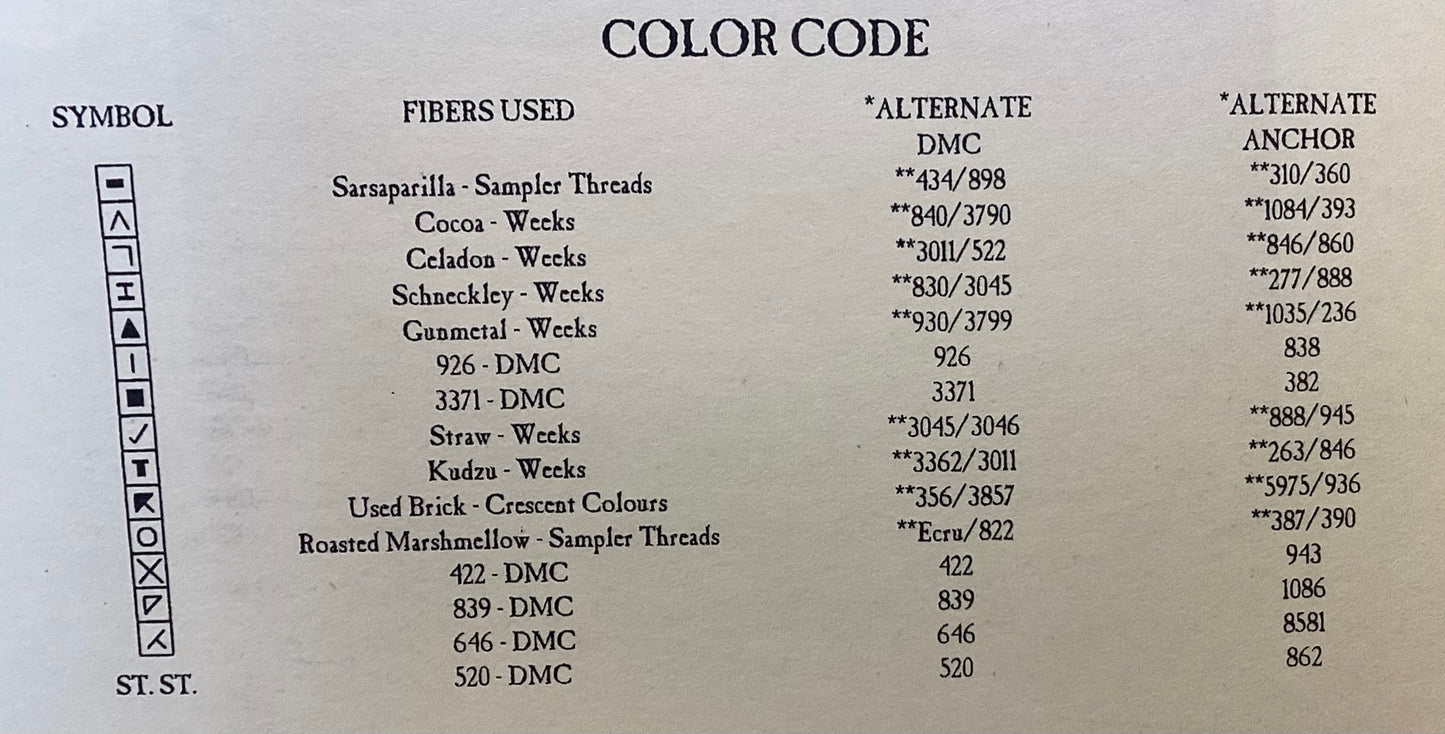 COLOR CODE
SYMBOL FIBERS USED *ALTERNATE DMC *ALTERNATE ANCHOR
Sarsaparilla - Sampler Threads **434/898 **310/360
Cocoa - Weeks **840/3790 **1084/393
Celadon - Weeks **3011/522 **846/860
Schneckley - Weeks **830/3045 **277/888
Gunmetal - Weeks **930/3799 **1035/236
926 - DMC 926 838
3371 - DMC 3371 382
Straw - Weeks **3045/3046 **888/945
Kudzu - Weeks **3362/3011 **263/846
Used Brick - Crescent Colours **356/3857 **5975/936
Roasted Marshmellow - Sampler Threads **Ecru/822 **387/390
422 - DMC 422 943
839 - DMC 839 1086
646 - DMC 646 8581
ST. ST. 520 - DMC 520 862